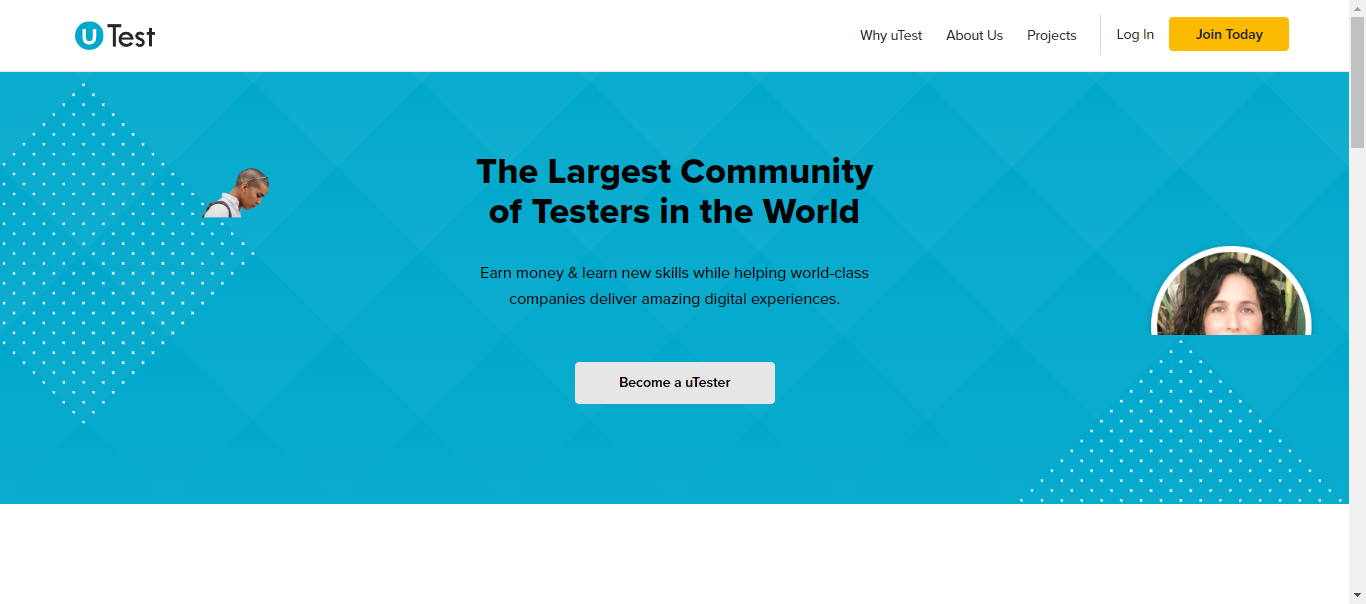 uTest
Why uTest
About Us
Projects
Log In
Join Today
The Largest Community
of Testers in the World
Earn money & learn new skills while helping world-class
companies deliver amazing digital experiences.
Become a uTester